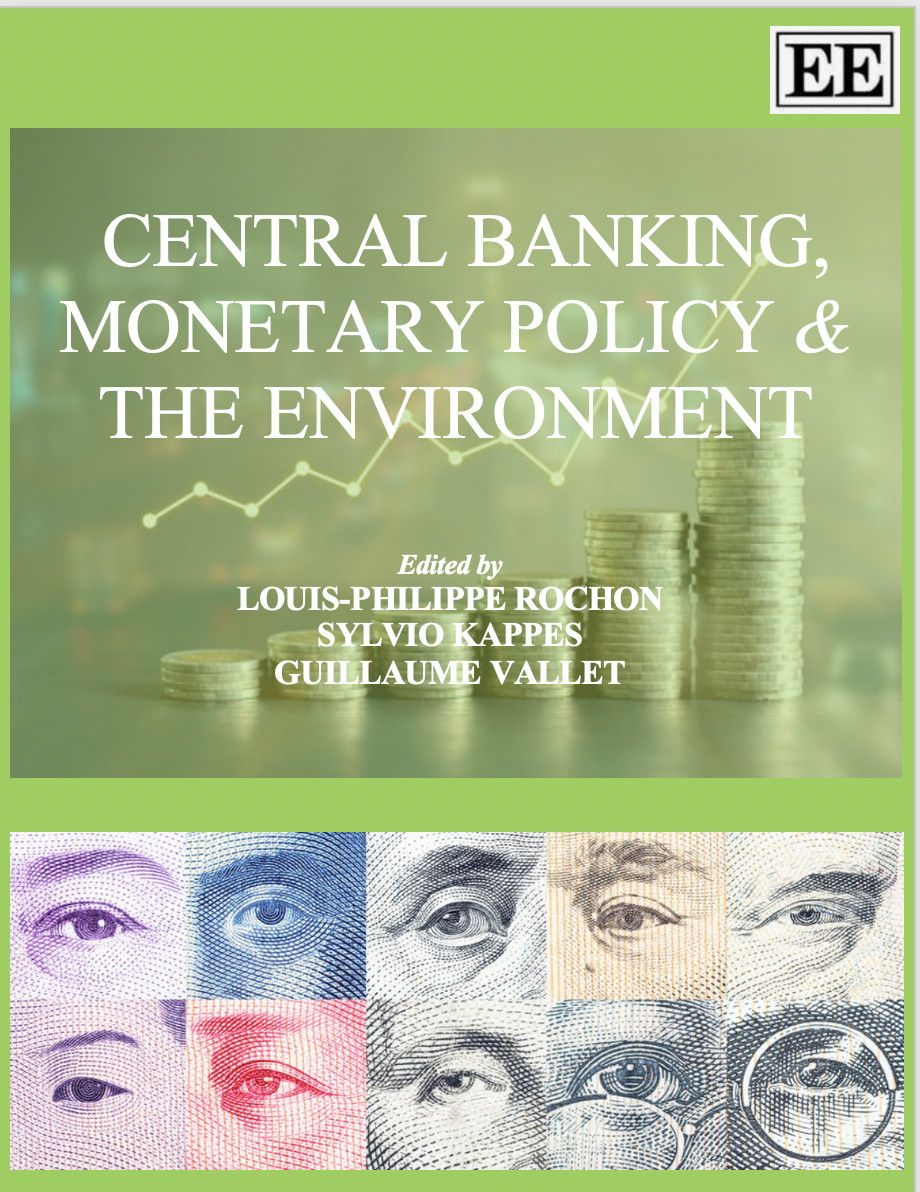 EE
CENTRAL BANKING,
MONETARY POLICY &
THE ENVIRONMENT
Edited by
LOUIS-PHILIPPE ROCHON
SYLVIO KAPPES
GUILLAUME VALLET